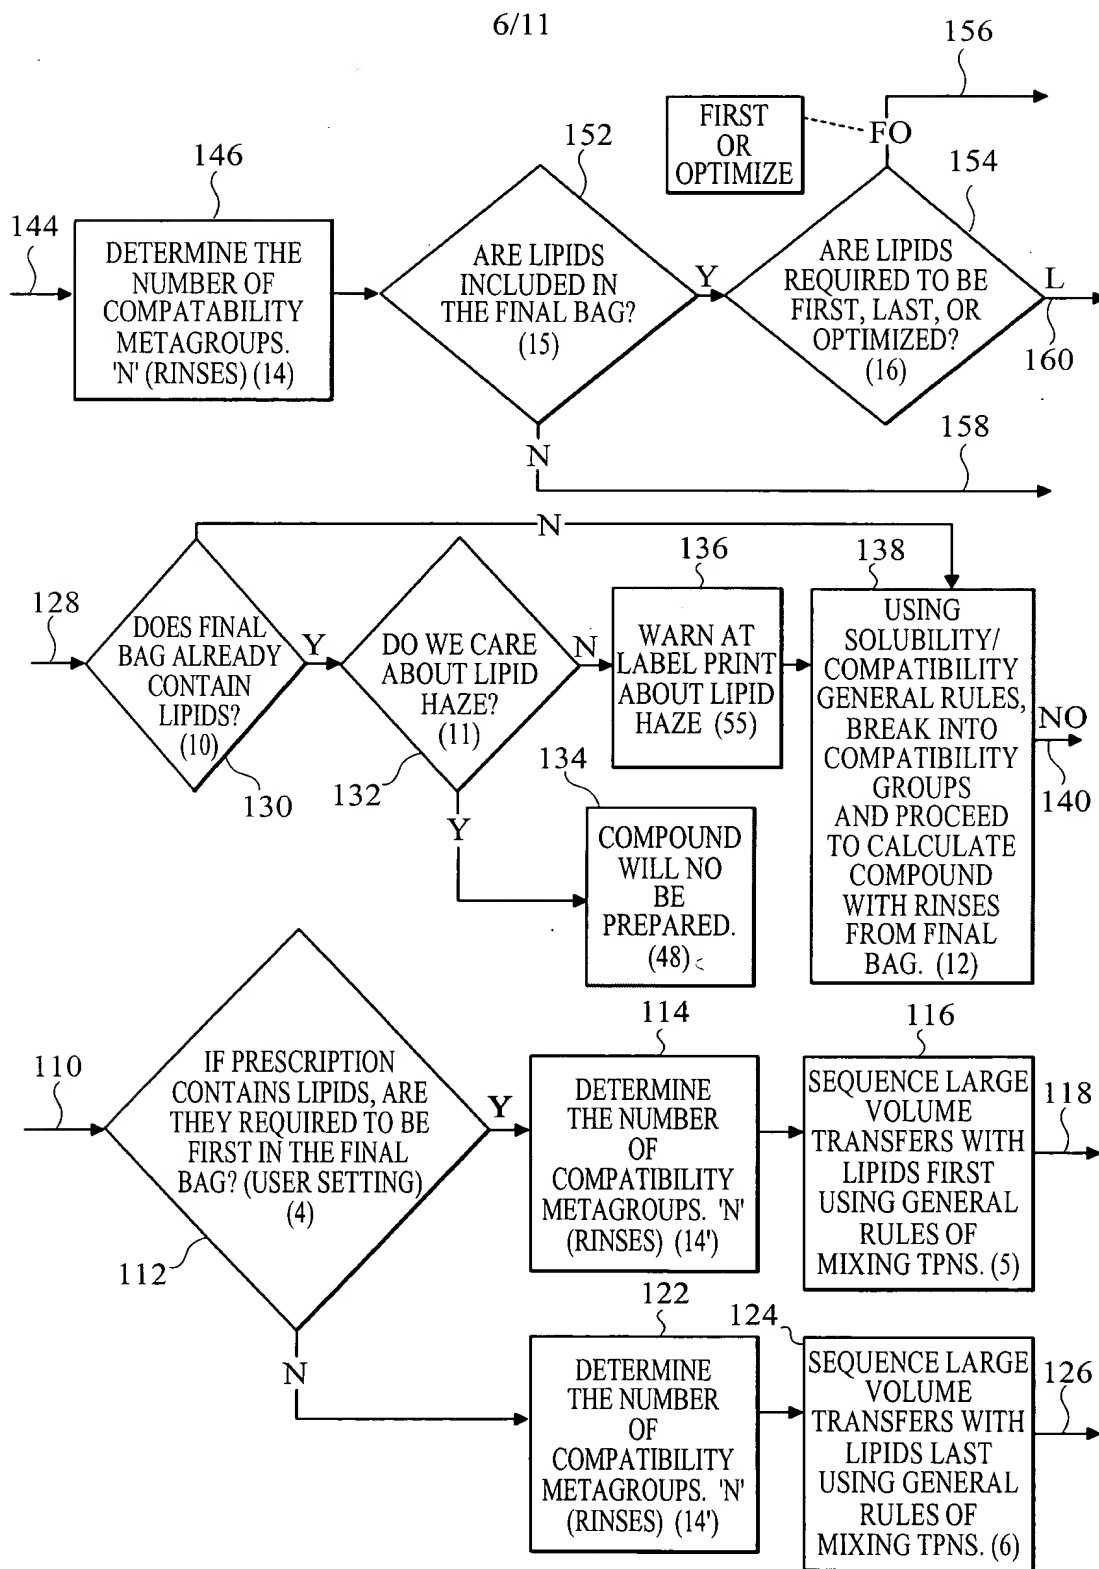 6/11
156
FIRST
OR
OPTIMIZE
FO
152
146
154
144
DETERMINE THE
NUMBER OF
COMPATABILITY
METAGROUPS.
'N' (RINSES) (14)
ARE LIPIDS
INCLUDED IN
THE FINAL BAG?
(15)
Y
ARE LIPIDS
REQUIRED TO BE
FIRST, LAST, OR
OPTIMIZED?
(16)
L
160
N
158
N
128
DOES FINAL
BAG ALREADY
CONTAIN
LIPIDS?
(10)
130
Y
DO WE CARE
ABOUT LIPID
HAZE?
(11)
132
N
136
WARN AT
LABEL PRINT
ABOUT LIPID
HAZE (55)
Y
134
COMPOUND
WILL NO
BE
PREPARED.
(48)
138
USING
SOLUBILITY/
COMPATIBILITY
GENERAL RULES,
BREAK INTO
COMPATIBILITY
GROUPS
AND PROCEED
TO CALCULATE
COMPOUND
WITH RINSES
FROM FINAL
BAG. (12)
NO
140
110
IF PRESCRIPTION
CONTAINS LIPIDS, ARE
THEY REQUIRED TO BE
FIRST IN THE FINAL
BAG? (USER SETTING)
(4)
112
Y
114
DETERMINE
THE NUMBER
OF
COMPATIBILITY
METAGROUPS. 'N'
(RINSES) (14')
116
SEQUENCE LARGE
VOLUME
TRANSFERS WITH
LIPIDS FIRST
USING GENERAL
RULES OF
MIXING TPNS. (5)
118
N
122
DETERMINE
THE NUMBER
OF
COMPATIBILITY
METAGROUPS. 'N'
(RINSES) (14')
124
SEQUENCE LARGE
VOLUME
TRANSFERS WITH
LIPIDS LAST
USING GENERAL
RULES OF
MIXING TPNS. (6)
126